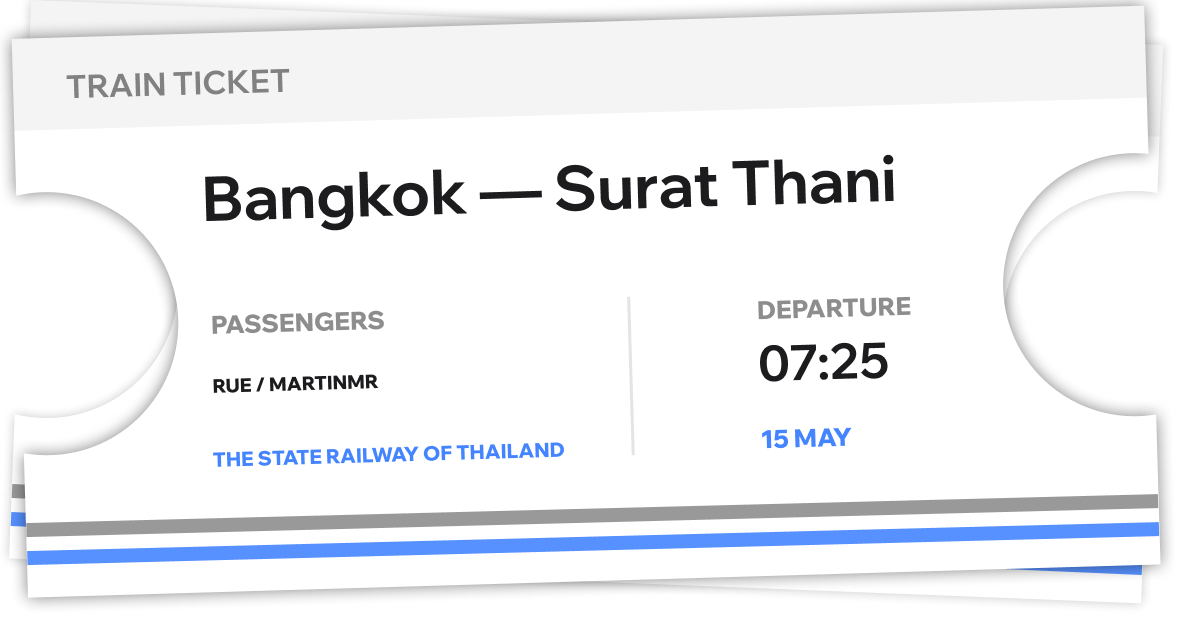 TRAIN TICKET
Bangkok — Surat Thani
PASSENGERS
RUE / MARTINMR
THE STATE RAILWAY OF THAILAND
DEPARTURE
07:25
15 MAY